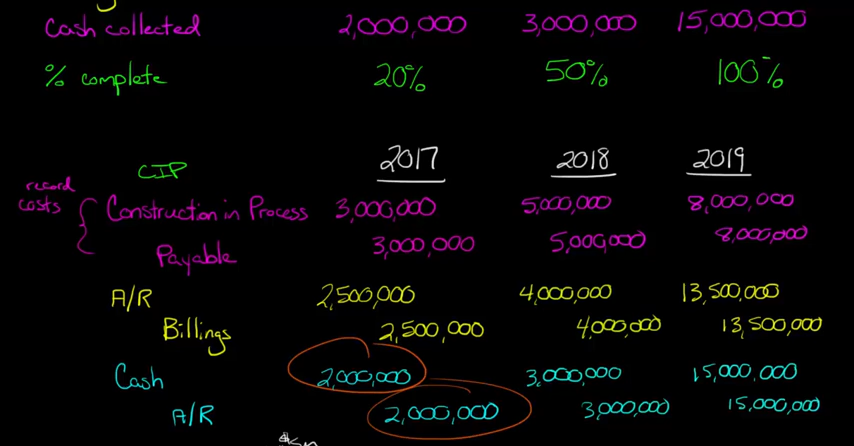 Cash collected 2,000,000 3,000,000 15,000,000
% complete 20% 50% 100%
2017 2018 2019
CIP
record costs { Construction in Process 3,000,000 5,000,000 8,000,000
Payable 3,000,000 5,000,000 8,000,000
A/R 2,500,000 4,000,000 13,500,000
Billings 2,500,000 4,000,000 13,500,000
Cash 2,000,000 3,000,000 15,000,000
A/R 2,000,000 3,000,000 15,000,000